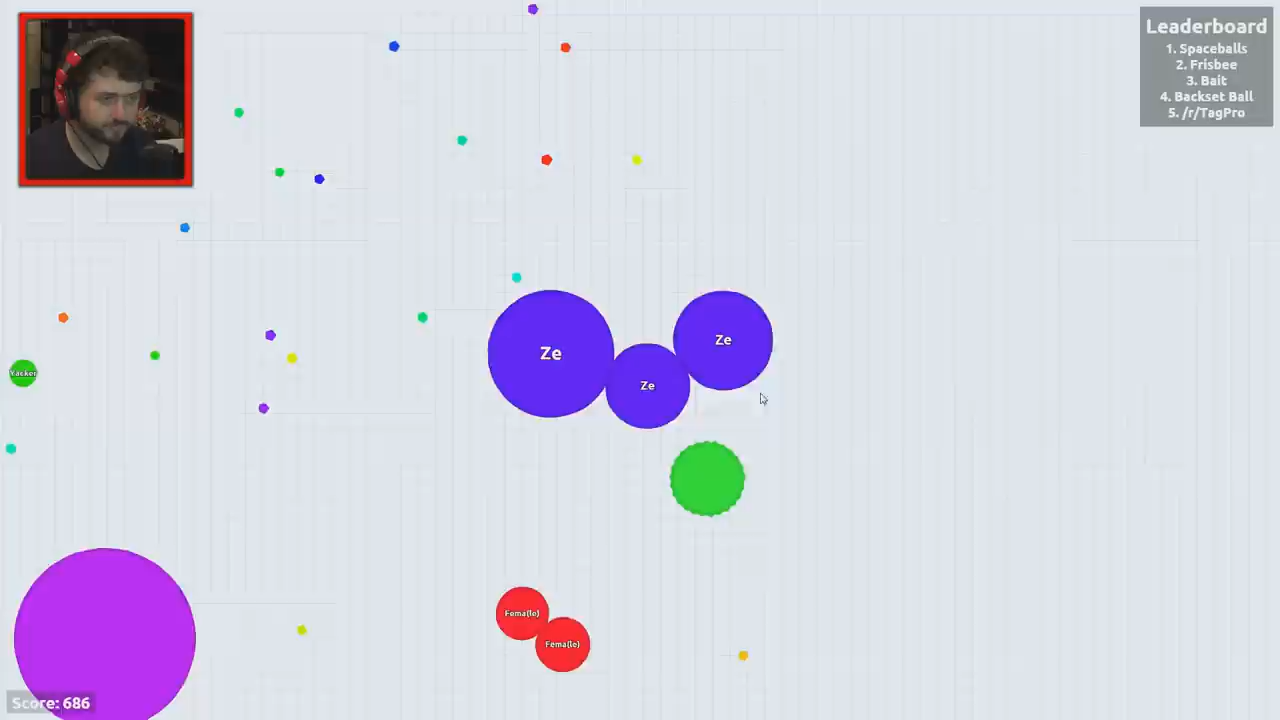 Leaderboard
1. Spaceballs
2. Frisbee
3. Bait
4. Backset Ball
5. /r/TagPro
Ze
Ze
Ze
Yacker
Fema(le)
Fema(le)
Score: 686